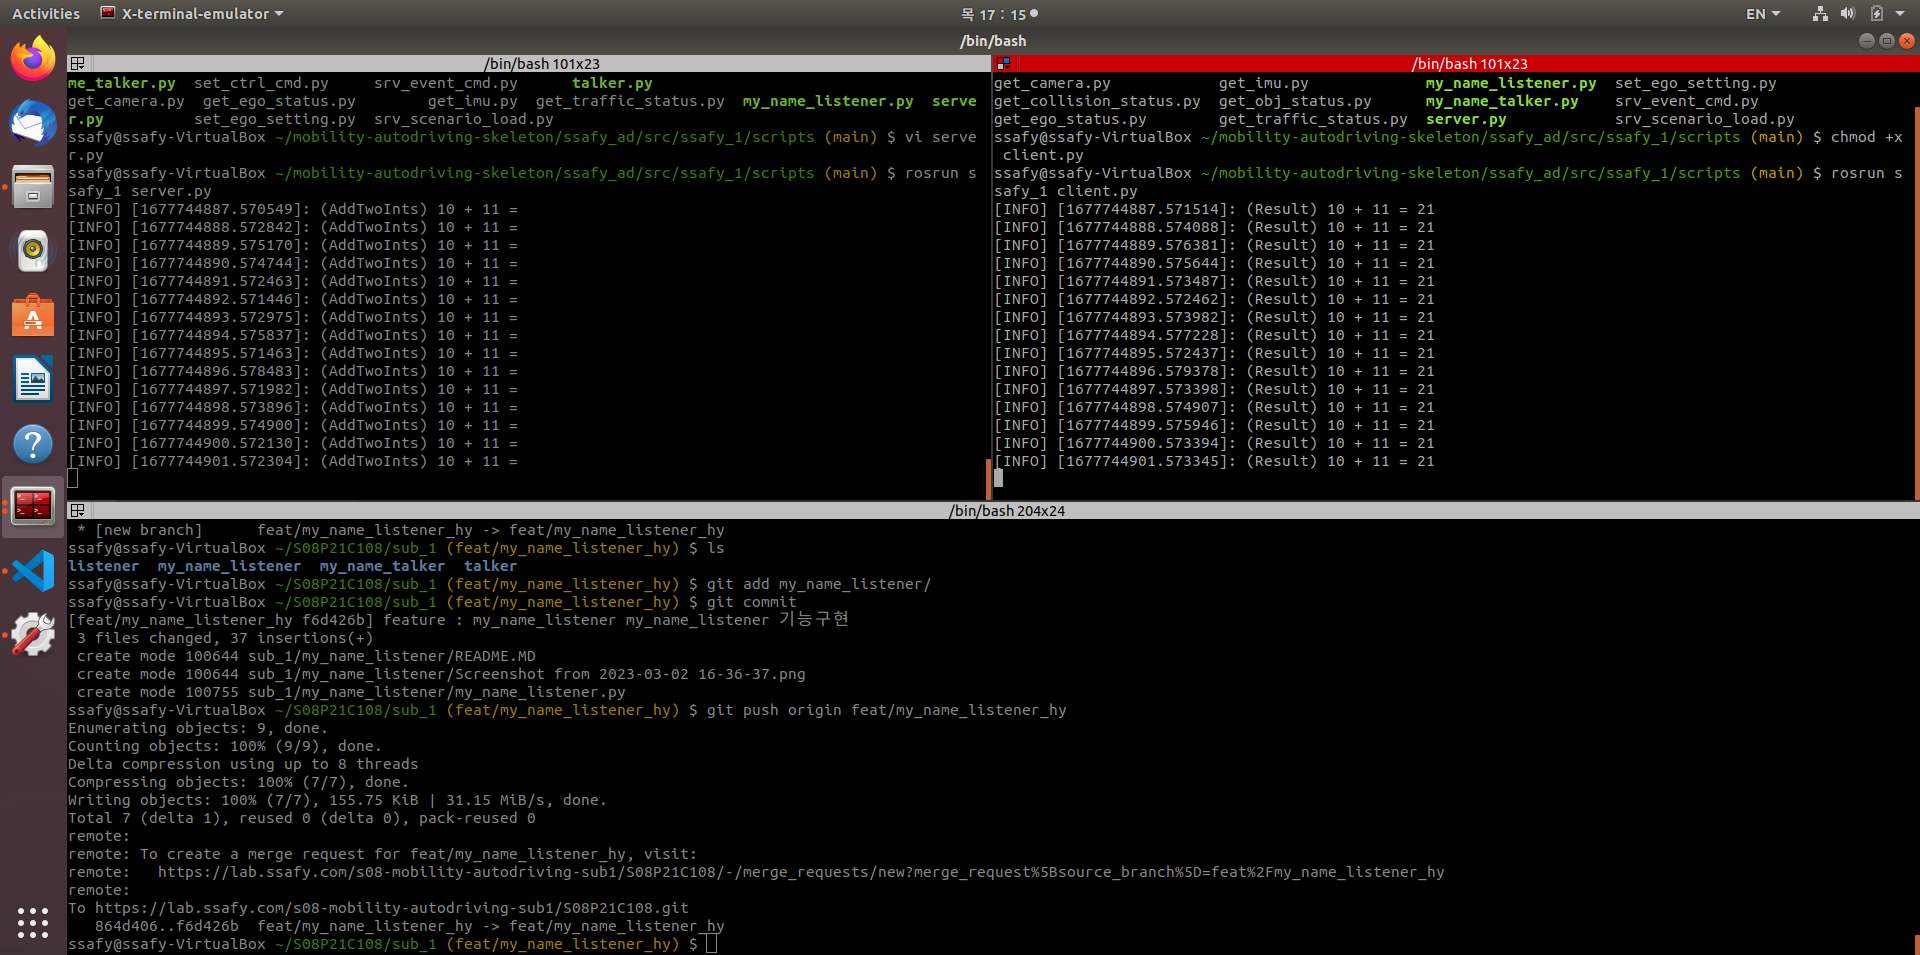 Activities
X-terminal-emulator
목 17 : 15
EN
/bin/bash
/bin/bash 101x23
me_talker.py  set_ctrl_cmd.py     srv_event_cmd.py      talker.py
get_camera.py  get_ego_status.py        get_imu.py  get_traffic_status.py  my_name_listener.py  serve
r.py          set_ego_setting.py  srv_scenario_load.py
ssafy@ssafy-VirtualBox ~/mobility-autodriving-skeleton/ssafy_ad/src/ssafy_1/scripts (main) $ vi serve
r.py
ssafy@ssafy-VirtualBox ~/mobility-autodriving-skeleton/ssafy_ad/src/ssafy_1/scripts (main) $ rosrun s
safy_1 server.py
[INFO] [1677744887.570549]: (AddTwoInts) 10 + 11 =
[INFO] [1677744888.572842]: (AddTwoInts) 10 + 11 =
[INFO] [1677744889.575170]: (AddTwoInts) 10 + 11 =
[INFO] [1677744890.574744]: (AddTwoInts) 10 + 11 =
[INFO] [1677744891.572463]: (AddTwoInts) 10 + 11 =
[INFO] [1677744892.571446]: (AddTwoInts) 10 + 11 =
[INFO] [1677744893.572975]: (AddTwoInts) 10 + 11 =
[INFO] [1677744894.575837]: (AddTwoInts) 10 + 11 =
[INFO] [1677744895.571463]: (AddTwoInts) 10 + 11 =
[INFO] [1677744896.578483]: (AddTwoInts) 10 + 11 =
[INFO] [1677744897.571982]: (AddTwoInts) 10 + 11 =
[INFO] [1677744898.573896]: (AddTwoInts) 10 + 11 =
[INFO] [1677744899.574900]: (AddTwoInts) 10 + 11 =
[INFO] [1677744900.572130]: (AddTwoInts) 10 + 11 =
[INFO] [1677744901.572304]: (AddTwoInts) 10 + 11 =
/bin/bash 101x23
get_camera.py            get_imu.py             my_name_listener.py  set_ego_setting.py
get_collision_status.py  get_obj_status.py      my_name_talker.py    srv_event_cmd.py
get_ego_status.py        get_traffic_status.py  server.py            srv_scenario_load.py
ssafy@ssafy-VirtualBox ~/mobility-autodriving-skeleton/ssafy_ad/src/ssafy_1/scripts (main) $ chmod +x
 client.py
ssafy@ssafy-VirtualBox ~/mobility-autodriving-skeleton/ssafy_ad/src/ssafy_1/scripts (main) $ rosrun s
safy_1 client.py
[INFO] [1677744887.571514]: (Result) 10 + 11 = 21
[INFO] [1677744888.574088]: (Result) 10 + 11 = 21
[INFO] [1677744889.576381]: (Result) 10 + 11 = 21
[INFO] [1677744890.575644]: (Result) 10 + 11 = 21
[INFO] [1677744891.573487]: (Result) 10 + 11 = 21
[INFO] [1677744892.572462]: (Result) 10 + 11 = 21
[INFO] [1677744893.573982]: (Result) 10 + 11 = 21
[INFO] [1677744894.577228]: (Result) 10 + 11 = 21
[INFO] [1677744895.572437]: (Result) 10 + 11 = 21
[INFO] [1677744896.579378]: (Result) 10 + 11 = 21
[INFO] [1677744897.573398]: (Result) 10 + 11 = 21
[INFO] [1677744898.574907]: (Result) 10 + 11 = 21
[INFO] [1677744899.575946]: (Result) 10 + 11 = 21
[INFO] [1677744900.573394]: (Result) 10 + 11 = 21
[INFO] [1677744901.573345]: (Result) 10 + 11 = 21
/bin/bash 204x24
 * [new branch]      feat/my_name_listener_hy -> feat/my_name_listener_hy
ssafy@ssafy-VirtualBox ~/S08P21C108/sub_1 (feat/my_name_listener_hy) $ ls
listener  my_name_listener  my_name_talker  talker
ssafy@ssafy-VirtualBox ~/S08P21C108/sub_1 (feat/my_name_listener_hy) $ git add my_name_listener/
ssafy@ssafy-VirtualBox ~/S08P21C108/sub_1 (feat/my_name_listener_hy) $ git commit
[feat/my_name_listener_hy f6d426b] feature : my_name_listener my_name_listener 기능구현
 3 files changed, 37 insertions(+)
 create mode 100644 sub_1/my_name_listener/README.MD
 create mode 100644 sub_1/my_name_listener/Screenshot from 2023-03-02 16-36-37.png
 create mode 100755 sub_1/my_name_listener/my_name_listener.py
ssafy@ssafy-VirtualBox ~/S08P21C108/sub_1 (feat/my_name_listener_hy) $ git push origin feat/my_name_listener_hy
Enumerating objects: 9, done.
Counting objects: 100% (9/9), done.
Delta compression using up to 8 threads
Compressing objects: 100% (7/7), done.
Writing objects: 100% (7/7), 155.75 KiB | 31.15 MiB/s, done.
Total 7 (delta 1), reused 0 (delta 0), pack-reused 0
remote:
remote: To create a merge request for feat/my_name_listener_hy, visit:
remote:   https://lab.ssafy.com/s08-mobility-autodriving-sub1/S08P21C108/-/merge_requests/new?merge_request%5Bsource_branch%5D=feat%2Fmy_name_listener_hy
remote:
To https://lab.ssafy.com/s08-mobility-autodriving-sub1/S08P21C108.git
   864d406..f6d426b  feat/my_name_listener_hy -> feat/my_name_listener_hy
ssafy@ssafy-VirtualBox ~/S08P21C108/sub_1 (feat/my_name_listener_hy) $